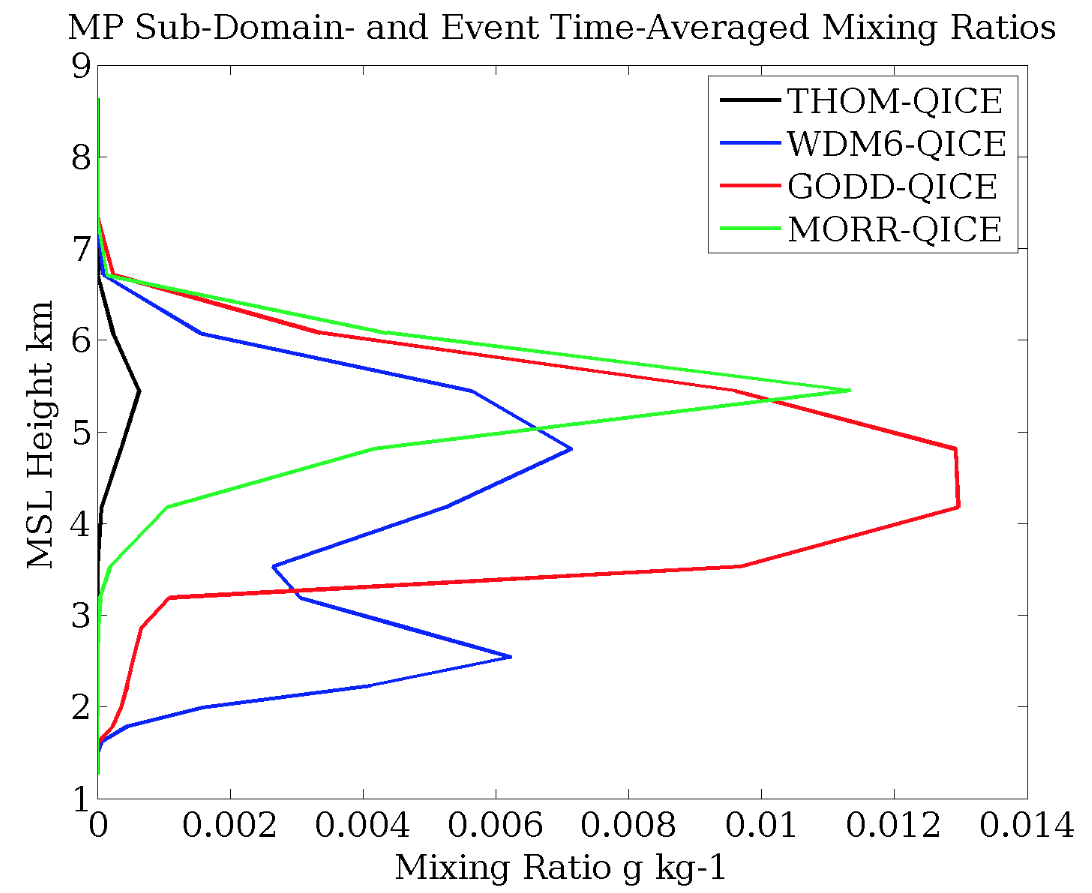 MP Sub-Domain- and Event Time-Averaged Mixing Ratios
9
8
7
6
5
4
3
2
1
MSL Height km
THOM-QICE
WDM6-QICE
GODD-QICE
MORR-QICE
0 0.002 0.004 0.006 0.008 0.01 0.012 0.014
Mixing Ratio g kg-1